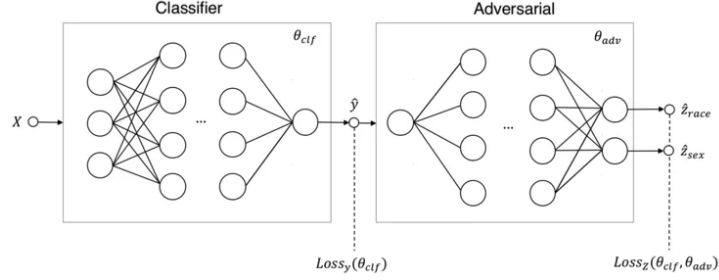 Classifier
Adversarial
θ_clf
θ_adv
...
...
X
ŷ
ẑ_race
ẑ_sex
Loss_y(θ_clf)
Loss_Z(θ_clf, θ_adv)